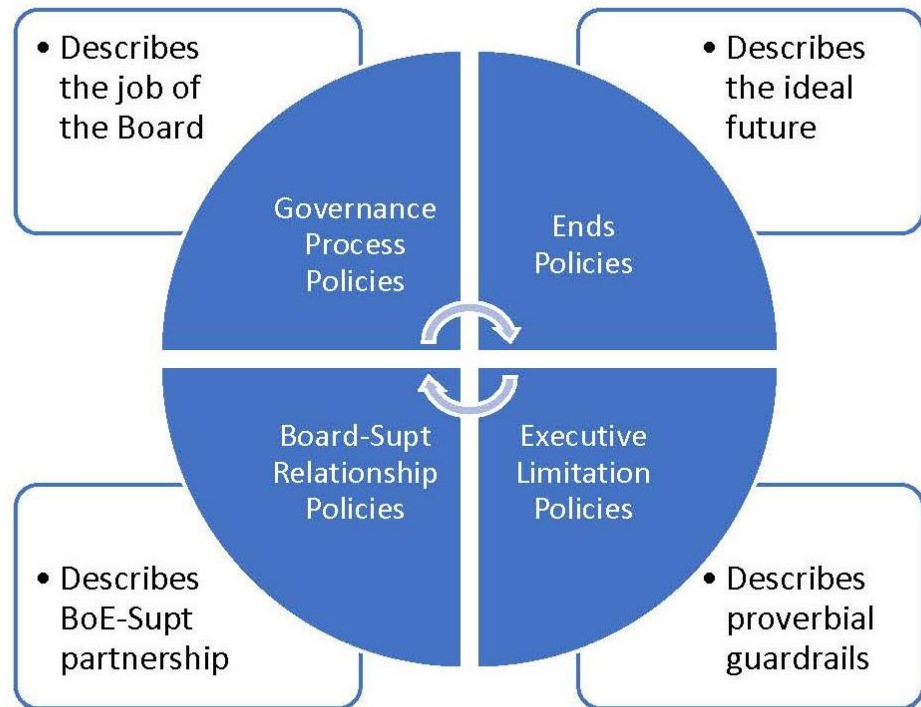 • Describes
the job of
the Board
• Describes
the ideal
future
Governance
Process
Policies
Ends
Policies
Board-Supt
Relationship
Policies
Executive
Limitation
Policies
• Describes
BoE-Supt
partnership
• Describes
proverbial
guardrails